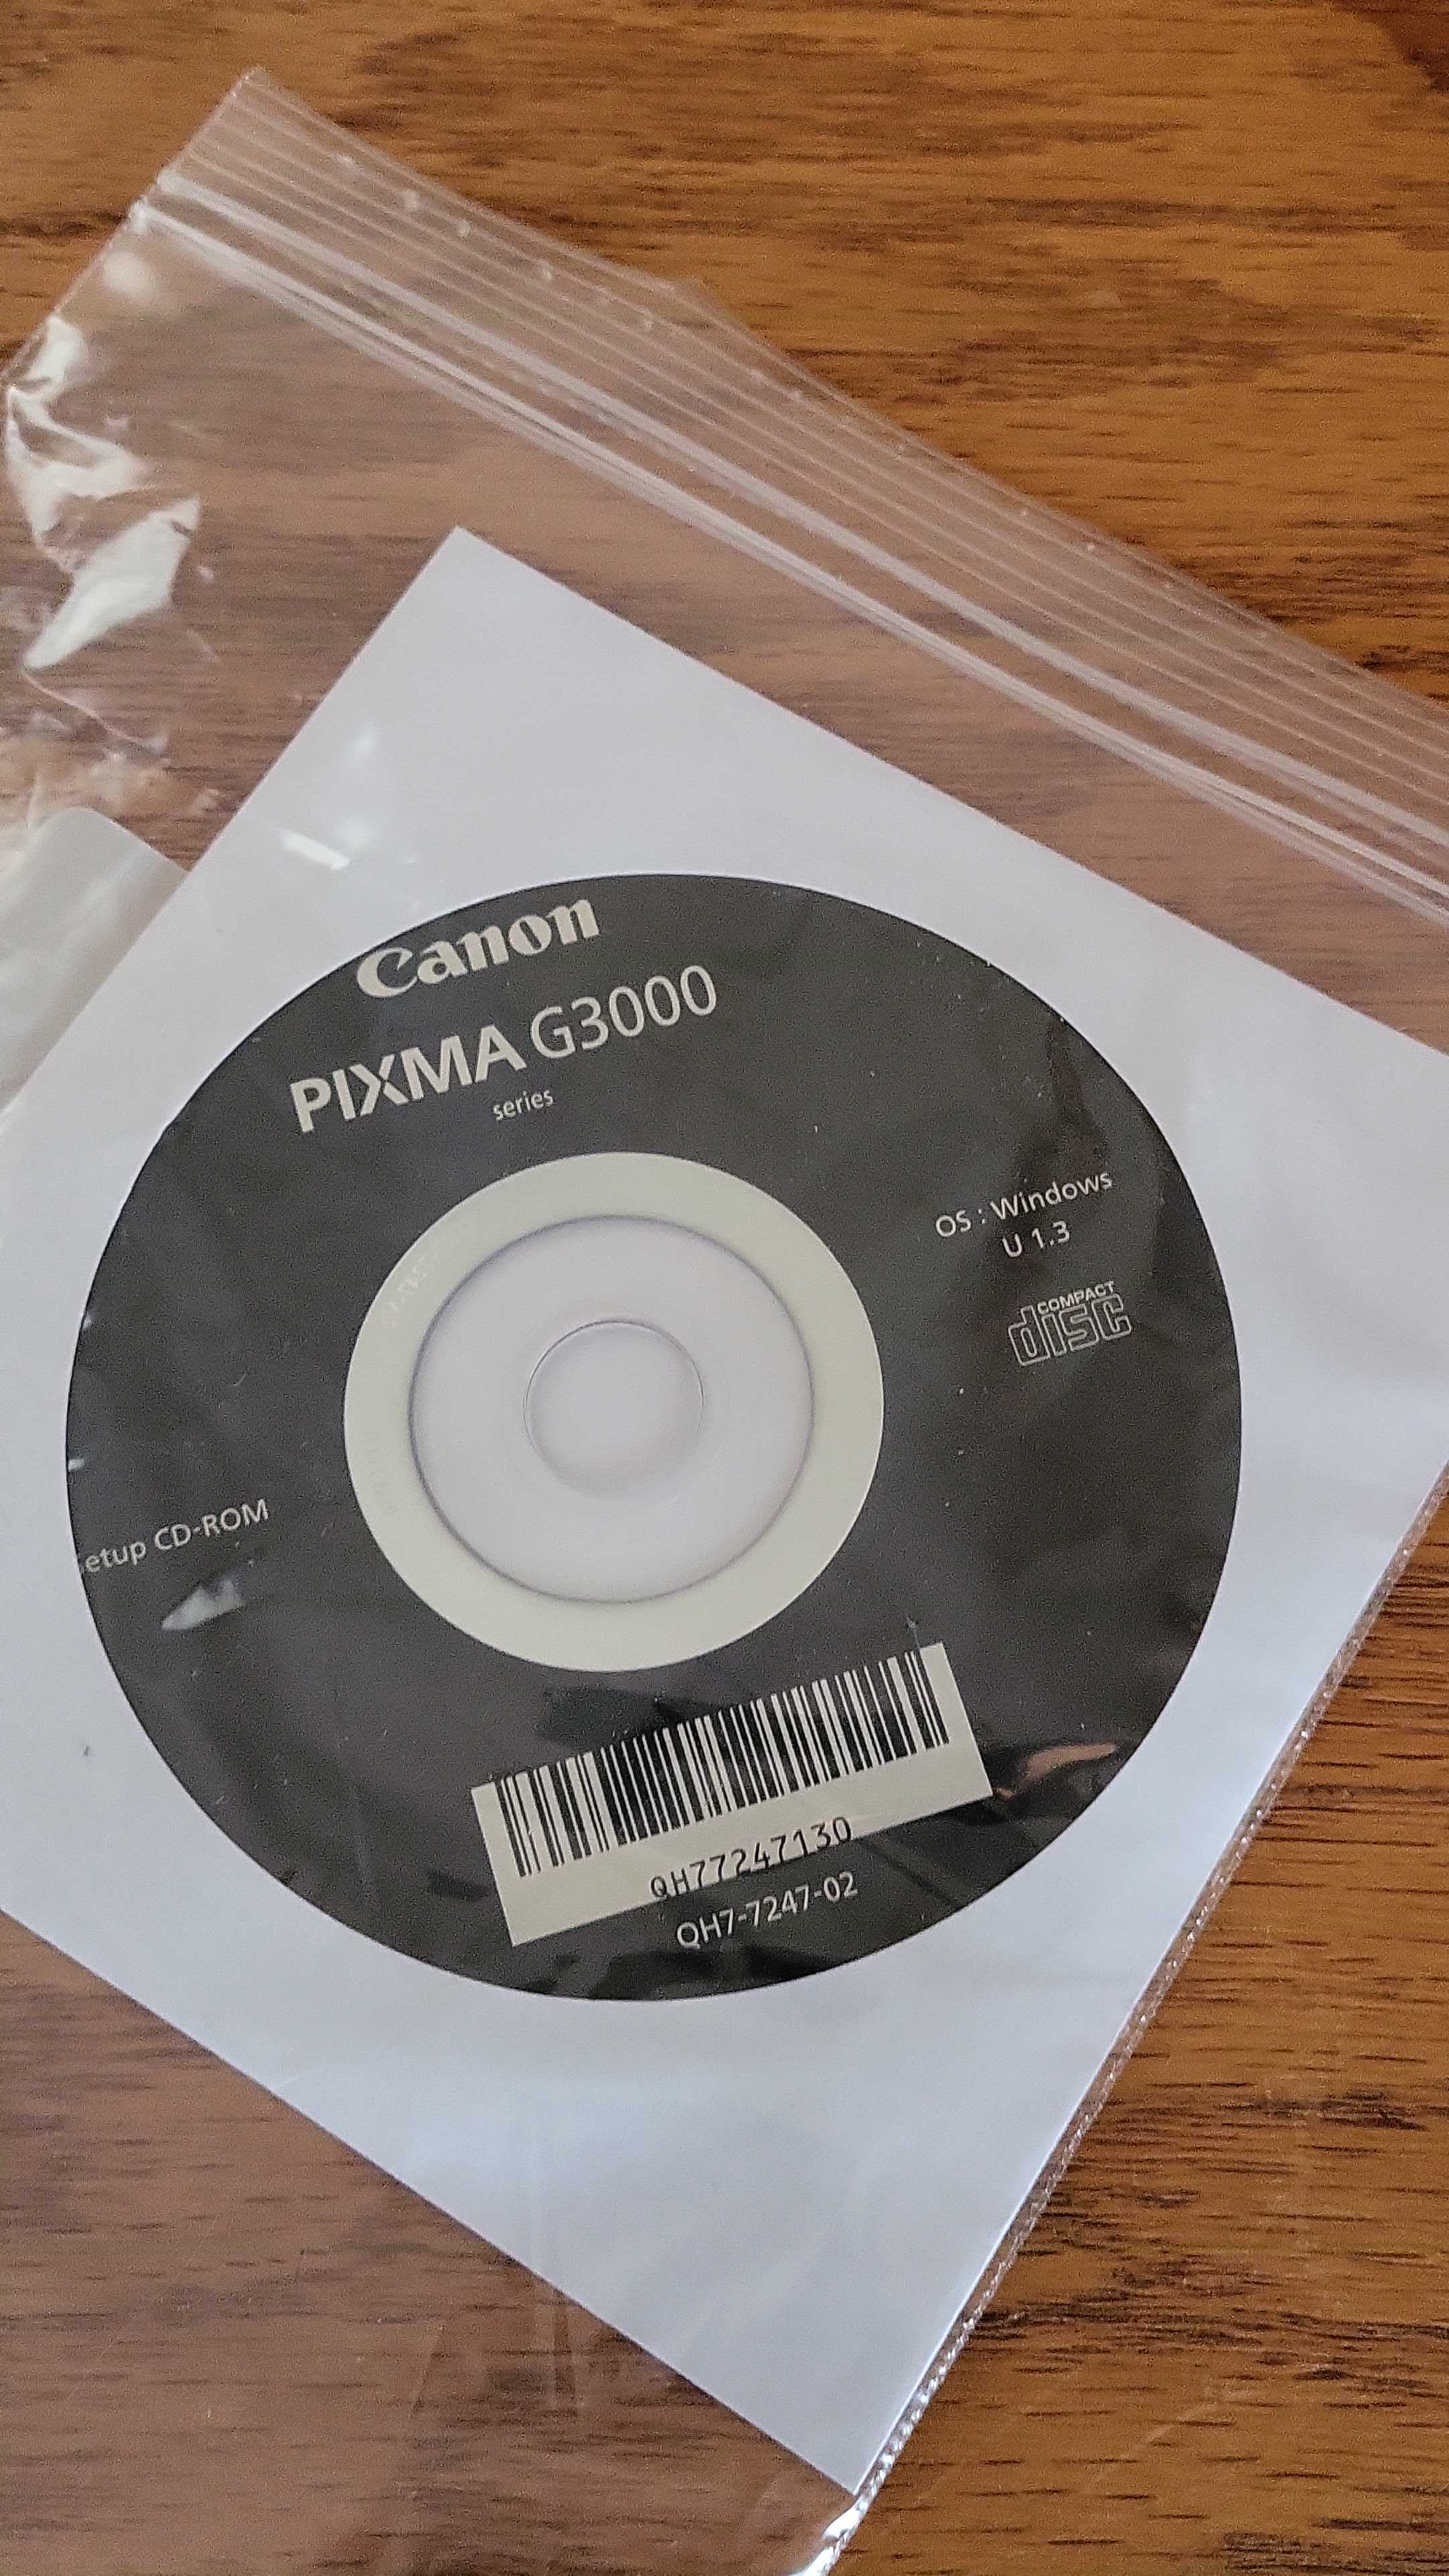 Canon
PIXMA G3000
series
OS : Windows
U 1.3
COMPACT
disc
etup CD-ROM
QH77247130
QH7-7247-02